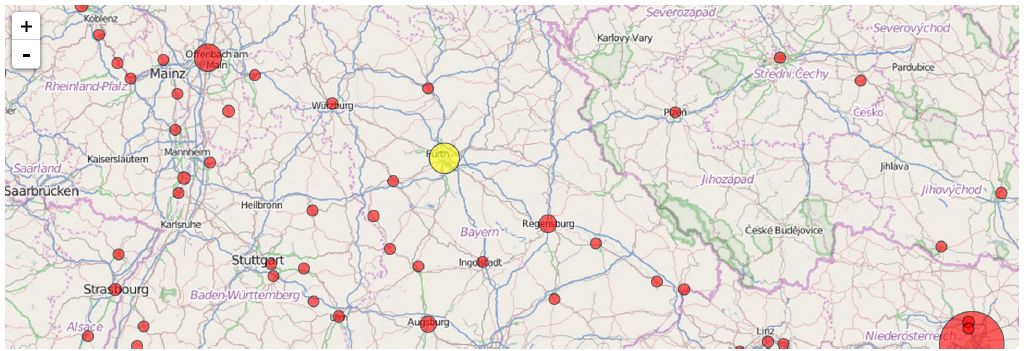 +
-
Koblenz
Severozápad
Karlovy Vary
Severovýchod
Offenbach am
Main
Mainz
Střední Čechy
Pardubice
Rheinland-Pfalz
Würzburg
Plzeň
Česko
Mannheim
Fürth
Kaiserslautern
Saarland
Jihlava
Saarbrücken
Jihozápad
Jihovýchod
Heilbronn
Karlsruhe
Regensburg
Bayern
České Budějovice
Stuttgart
Ingolstadt
Strasbourg
Baden-Württemberg
Ulm
Augsburg
Alsace
Linz
Niederösterreich